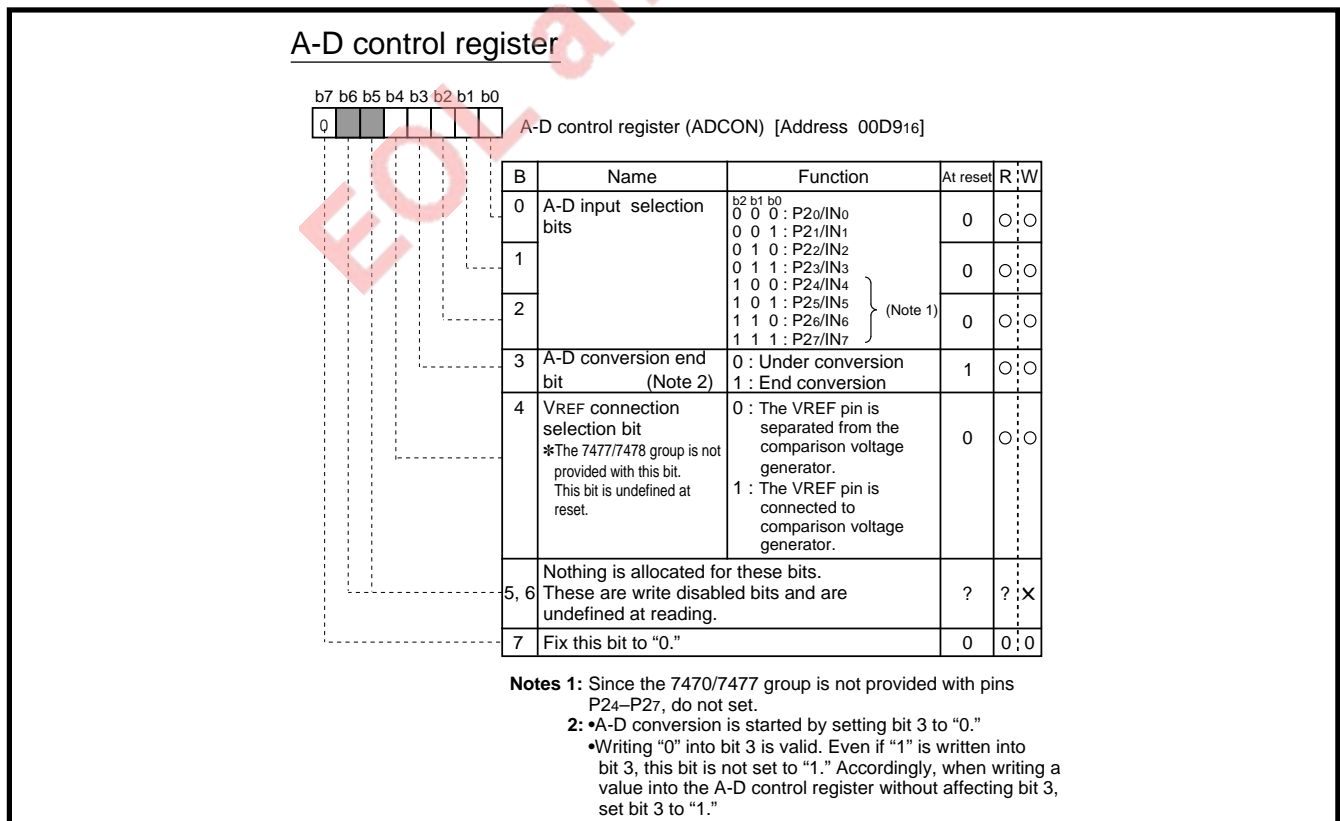 EOL an
A-D control register
b7 b6 b5 b4 b3 b2 b1 b0
0
A-D control register (ADCON) [Address 00D916]
B Name Function At reset R W
0 A-D input selection bits
b2 b1 b0
0 0 0 : P20/IN0
0 0 1 : P21/IN1
0 1 0 : P22/IN2
0 1 1 : P23/IN3
1 0 0 : P24/IN4
1 0 1 : P25/IN5
1 1 0 : P26/IN6
1 1 1 : P27/IN7
(Note 1)
0 ○ ○
1
0 ○ ○
2
0 ○ ○
3 A-D conversion end
bit (Note 2)
0 : Under conversion
1 : End conversion
1 ○ ○
4 VREF connection
selection bit
✽The 7477/7478 group is not
provided with this bit.
This bit is undefined at
reset.
0 : The VREF pin is
separated from the
comparison voltage
generator.
1 : The VREF pin is
connected to
comparison voltage
generator.
0 ○ ○
5, 6
Nothing is allocated for these bits.
These are write disabled bits and are
undefined at reading.
? ? ×
7 Fix this bit to “0.” 0 0 0
Notes 1: Since the 7470/7477 group is not provided with pins
P24–P27, do not set.
2: •A-D conversion is started by setting bit 3 to “0.”
•Writing “0” into bit 3 is valid. Even if “1” is written into
bit 3, this bit is not set to “1.” Accordingly, when writing a
value into the A-D control register without affecting bit 3,
set bit 3 to “1.”